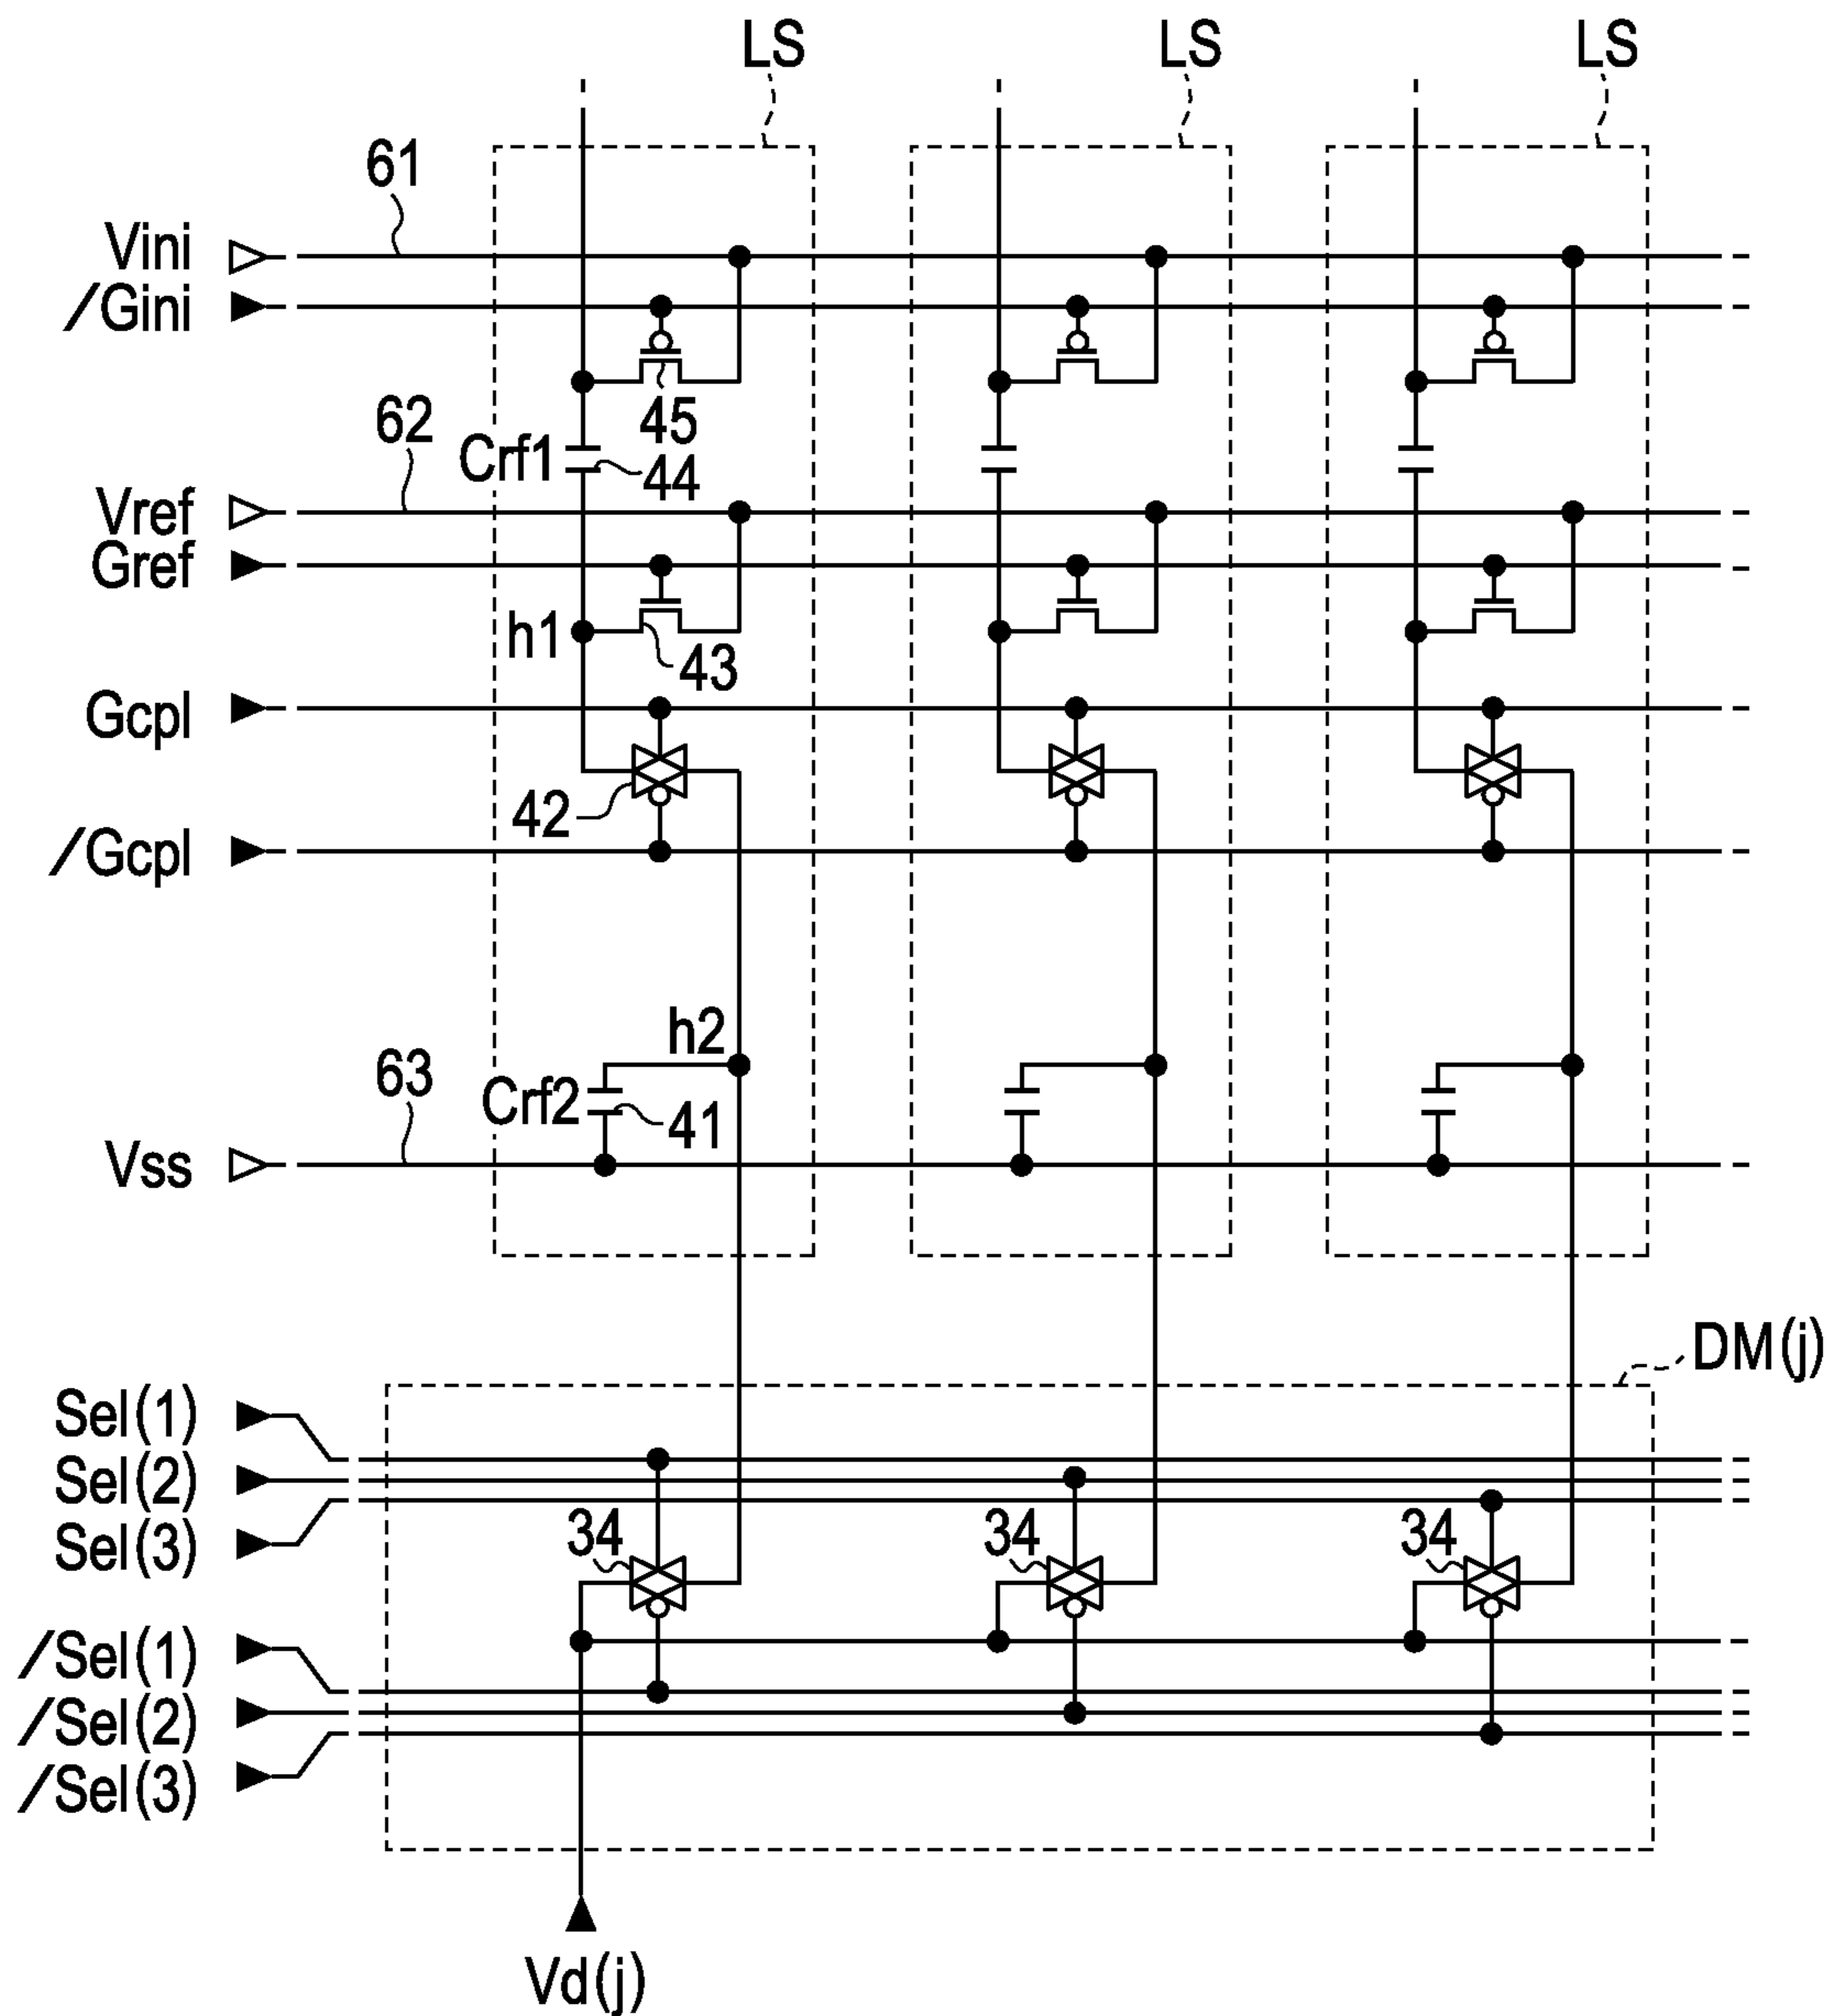 LS LS LS
61
Vini
/Gini
45
62
Crf1
44
Vref
Gref
h1
43
Gcpl
42
/Gcpl
h2
63
Crf2
41
Vss
DM(j)
Sel(1)
Sel(2)
Sel(3)
34 34 34
/Sel(1)
/Sel(2)
/Sel(3)
Vd(j)